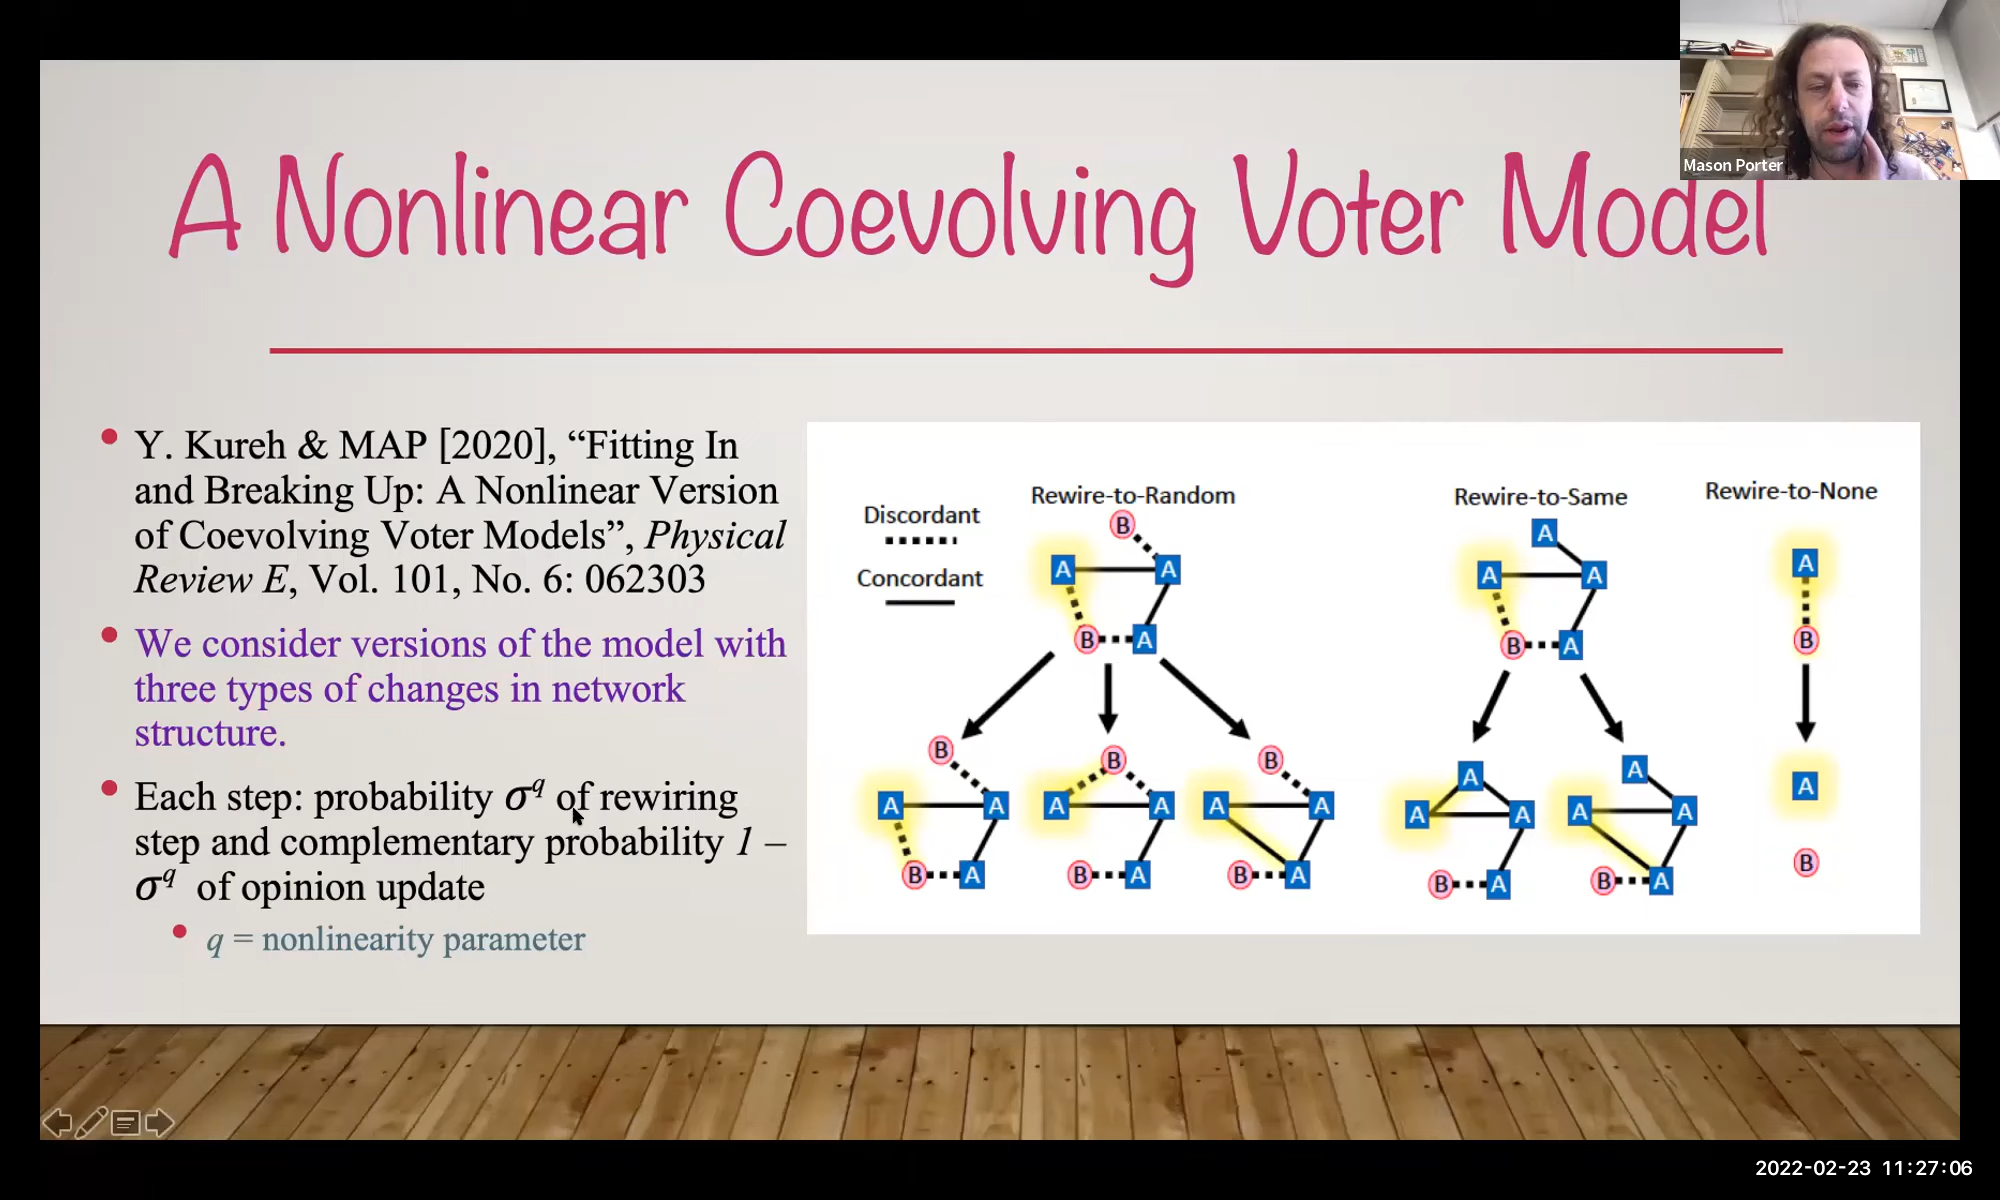 Mason Porter
A Nonlinear Coevolving Voter Model
• Y. Kureh & MAP [2020], “Fitting In
and Breaking Up: A Nonlinear Version
of Coevolving Voter Models”, Physical
Review E, Vol. 101, No. 6: 062303
• We consider versions of the model with
three types of changes in network
structure.
• Each step: probability σ^q of rewiring
step and complementary probability 1 –
σ^q of opinion update
• q = nonlinearity parameter
Discordant
Concordant
Rewire-to-Random
B
A A
B A
B
A A
B A
B
A A
B A
B
A A
B A
Rewire-to-Same
A
A A
B A
A
A A
B A
A
A A
B A
Rewire-to-None
A
B
A
B
2022-02-23 11:27:06